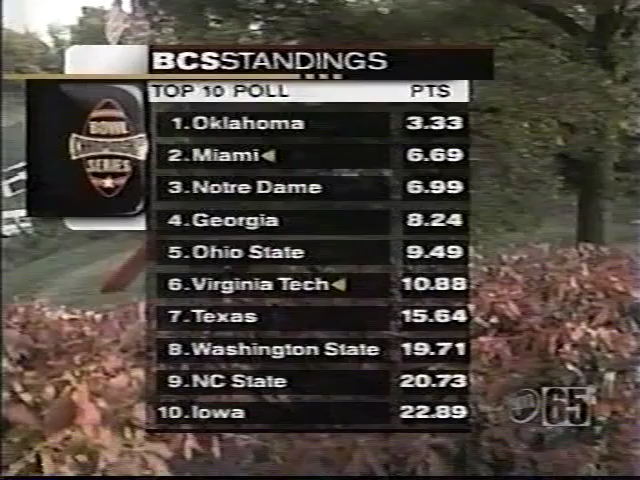 BCSSTANDINGS
TOP 10 POLL PTS
BOWL
SERIES
1. Oklahoma 3.33
2. Miami 6.69
3. Notre Dame 6.99
4. Georgia 8.24
5. Ohio State 9.49
6. Virginia Tech 10.88
7. Texas 15.64
8. Washington State 19.71
9. NC State 20.73
10. Iowa 22.89
65